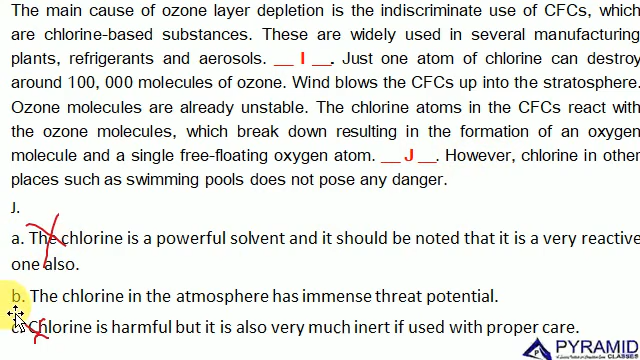 The main cause of ozone layer depletion is the indiscriminate use of CFCs, which
are chlorine-based substances. These are widely used in several manufacturing
plants, refrigerants and aerosols. __ I __. Just one atom of chlorine can destroy
around 100, 000 molecules of ozone. Wind blows the CFCs up into the stratosphere.
Ozone molecules are already unstable. The chlorine atoms in the CFCs react with
the ozone molecules, which break down resulting in the formation of an oxygen
molecule and a single free-floating oxygen atom. __ J __. However, chlorine in other
places such as swimming pools does not pose any danger.
J.
a. The chlorine is a powerful solvent and it should be noted that it is a very reactive
one also.
b. The chlorine in the atmosphere has immense threat potential.
c. Chlorine is harmful but it is also very much inert if used with proper care.
PYRAMID
CLASSES